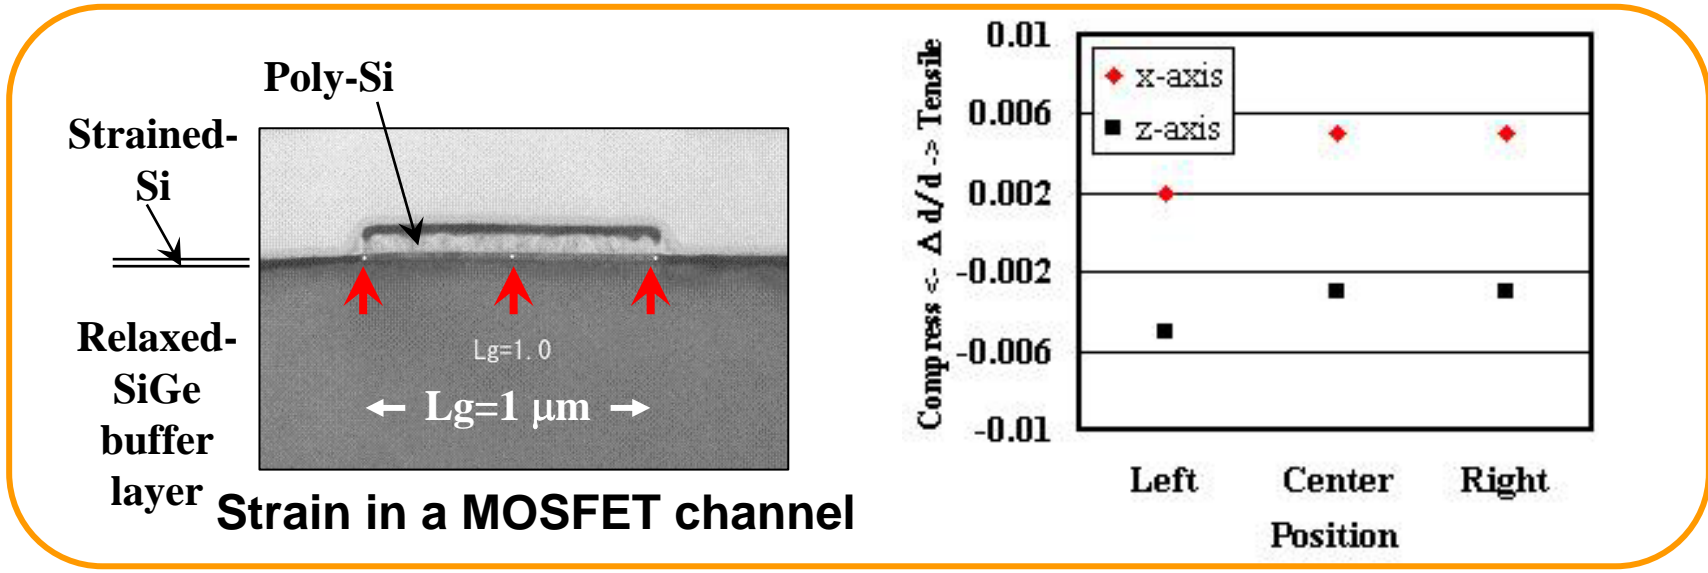 Poly-Si
Strained-
Si
Relaxed-
SiGe
buffer
layer
Lg=1.0
Lg=1 μm
Strain in a MOSFET channel
Compress <- Δ d/d -> Tensile
0.01
0.006
0.002
-0.002
-0.006
-0.01
x-axis
z-axis
Left Center Right
Position